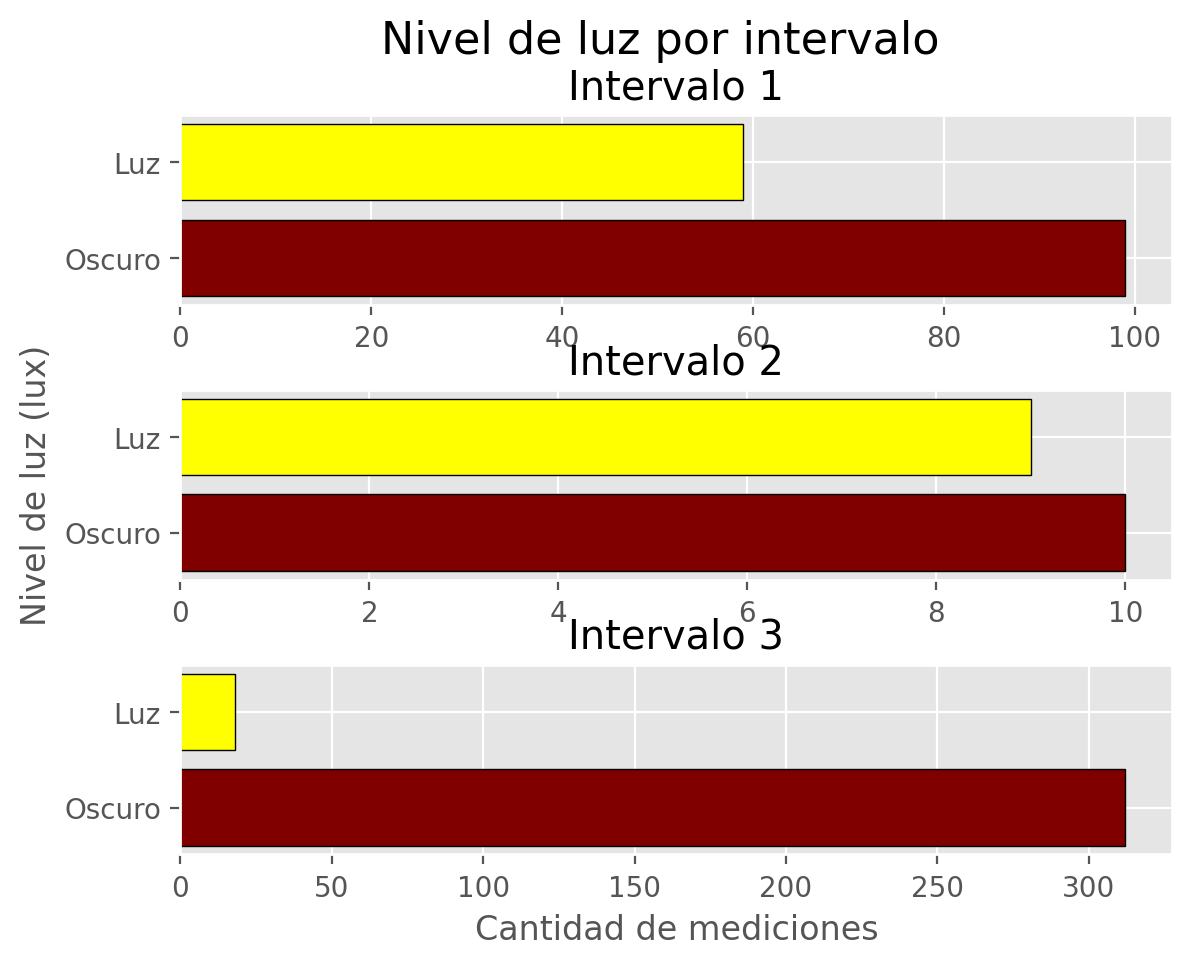 Nivel de luz por intervalo
Intervalo 1
Luz
Oscuro
0 20 40 60 80 100
Intervalo 2
Luz
Oscuro
0 2 4 6 8 10
Intervalo 3
Luz
Oscuro
0 50 100 150 200 250 300
Cantidad de mediciones
Nivel de luz (lux)